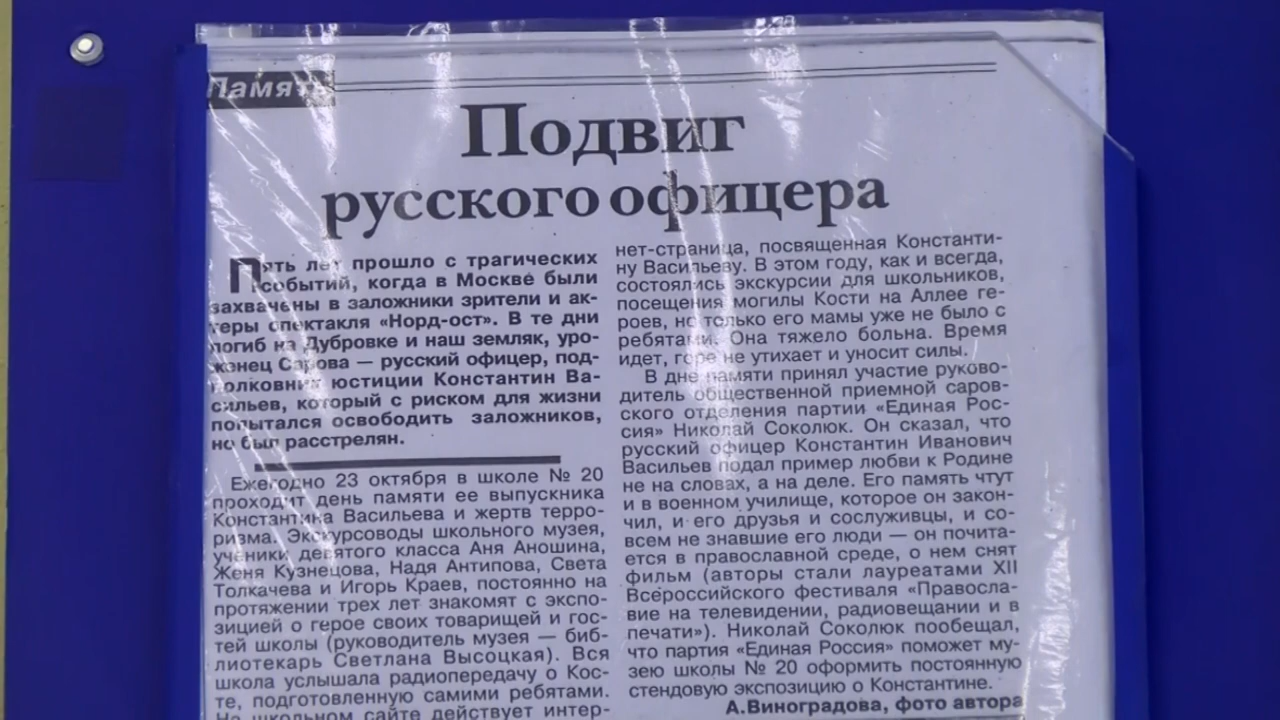 Память
Подвиг
русского офицера
Пять лет прошло с трагических
событий, когда в Москве были
захвачены в заложники зрители и ак-
теры спектакля «Норд-ост». В те дни
погиб на Дубровке и наш земляк, уро-
женец Сарова — русский офицер, под-
полковник юстиции Константин Ва-
сильев, который с риском для жизни
попытался освободить заложников,
но был расстрелян.
Ежегодно 23 октября в школе № 20
проходит день памяти ее выпускника
Константина Васильева и жертв терро-
ризма. Экскурсоводы школьного музея,
ученики девятого класса Аня Аношина,
Женя Кузнецова, Надя Антипова, Света
Толкачева и Игорь Краев, постоянно на
протяжении трех лет знакомят с экспо-
зицией о герое своих товарищей и гос-
тей школы (руководитель музея — биб-
лиотекарь Светлана Высоцкая). Вся
школа услышала радиопередачу о Кос-
те, подготовленную самими ребятами.
На школьном сайте действует интер-
нет-страница, посвященная Константи-
ну Васильеву. В этом году, как и всегда,
состоялись экскурсии для школьников,
посещения могилы Кости на Аллее ге-
роев, но только его мамы уже не было с
ребятами. Она тяжело больна. Время
идет, горе не утихает и уносит силы.
В дне памяти принял участие руково-
дитель общественной приемной саров-
ского отделения партии «Единая Рос-
сия» Николай Соколюк. Он сказал, что
русский офицер Константин Иванович
Васильев подал пример любви к Родине
не на словах, а на деле. Его память чтут
и в военном училище, которое он закон-
чил, и его друзья и сослуживцы, и со-
всем не знавшие его люди — он почита-
ется в православной среде, о нем снят
фильм (авторы стали лауреатами XII
Всероссийского фестиваля «Правосла-
вие на телевидении, радиовещании и в
печати»). Николай Соколюк пообещал,
что партия «Единая Россия» поможет му-
зею школы № 20 оформить постоянную
стендовую экспозицию о Константине.
А.Виноградова, фото автора